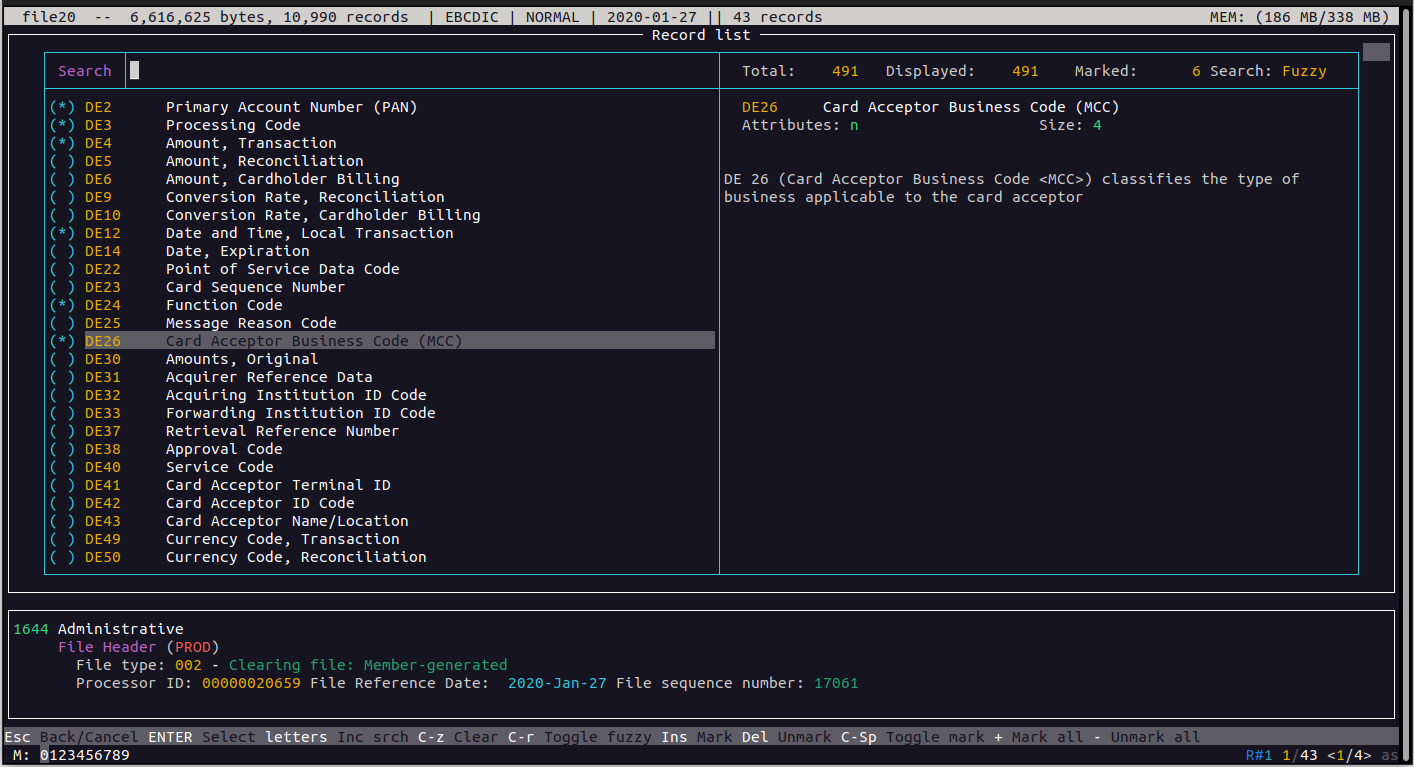 file20 -- 6,616,625 bytes, 10,990 records | EBCDIC | NORMAL | 2020-01-27 || 43 records MEM: (186 MB/338 MB)
Record list
Search Total: 491 Displayed: 491 Marked: 6 Search: Fuzzy
(*) DE2 Primary Account Number (PAN) DE26 Card Acceptor Business Code (MCC)
(*) DE3 Processing Code Attributes: n Size: 4
(*) DE4 Amount, Transaction
( ) DE5 Amount, Reconciliation
( ) DE6 Amount, Cardholder Billing DE 26 (Card Acceptor Business Code <MCC>) classifies the type of
( ) DE9 Conversion Rate, Reconciliation business applicable to the card acceptor
( ) DE10 Conversion Rate, Cardholder Billing
(*) DE12 Date and Time, Local Transaction
( ) DE14 Date, Expiration
( ) DE22 Point of Service Data Code
( ) DE23 Card Sequence Number
(*) DE24 Function Code
( ) DE25 Message Reason Code
(*) DE26 Card Acceptor Business Code (MCC)
( ) DE30 Amounts, Original
( ) DE31 Acquirer Reference Data
( ) DE32 Acquiring Institution ID Code
( ) DE33 Forwarding Institution ID Code
( ) DE37 Retrieval Reference Number
( ) DE38 Approval Code
( ) DE40 Service Code
( ) DE41 Card Acceptor Terminal ID
( ) DE42 Card Acceptor ID Code
( ) DE43 Card Acceptor Name/Location
( ) DE49 Currency Code, Transaction
( ) DE50 Currency Code, Reconciliation
1644 Administrative
File Header (PROD)
File type: 002 - Clearing file: Member-generated
Processor ID: 00000020659 File Reference Date: 2020-Jan-27 File sequence number: 17061
Esc Back/Cancel ENTER Select letters Inc srch C-z Clear C-r Toggle fuzzy Ins Mark Del Unmark C-Sp Toggle mark + Mark all - Unmark all
M: 0123456789 R#1 1/43 <1/4> as